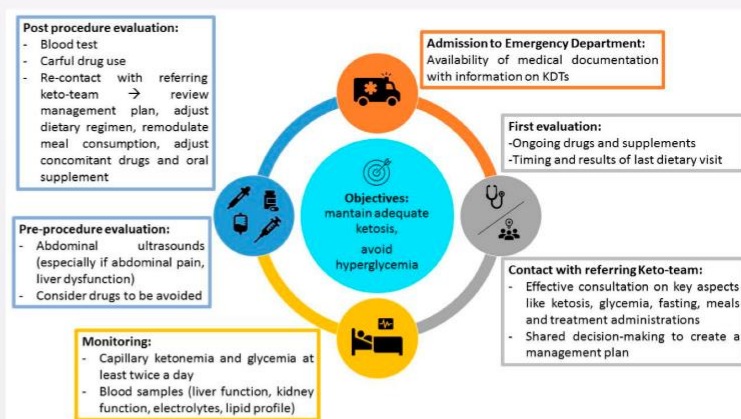 Post procedure evaluation:
- Blood test
- Carful drug use
- Re-contact with referring
keto-team → review
management plan, adjust
dietary regimen, remodulate
meal consumption, adjust
concomitant drugs and oral
supplement
Admission to Emergency Department:
Availability of medical documentation
with information on KDTs
First evaluation:
-Ongoing drugs and supplements
-Timing and results of last dietary visit
Objectives:
mantain adequate
ketosis,
avoid
hyperglycemia
Pre-procedure evaluation:
- Abdominal ultrasounds
(especially if abdominal pain,
liver dysfunction)
- Consider drugs to be avoided
Contact with referring Keto-team:
- Effective consultation on key aspects
like ketosis, glycemia, fasting, meals
and treatment administrations
- Shared decision-making to create a
management plan
Monitoring:
- Capillary ketonemia and glycemia at
least twice a day
- Blood samples (liver function, kidney
function, electrolytes, lipid profile)